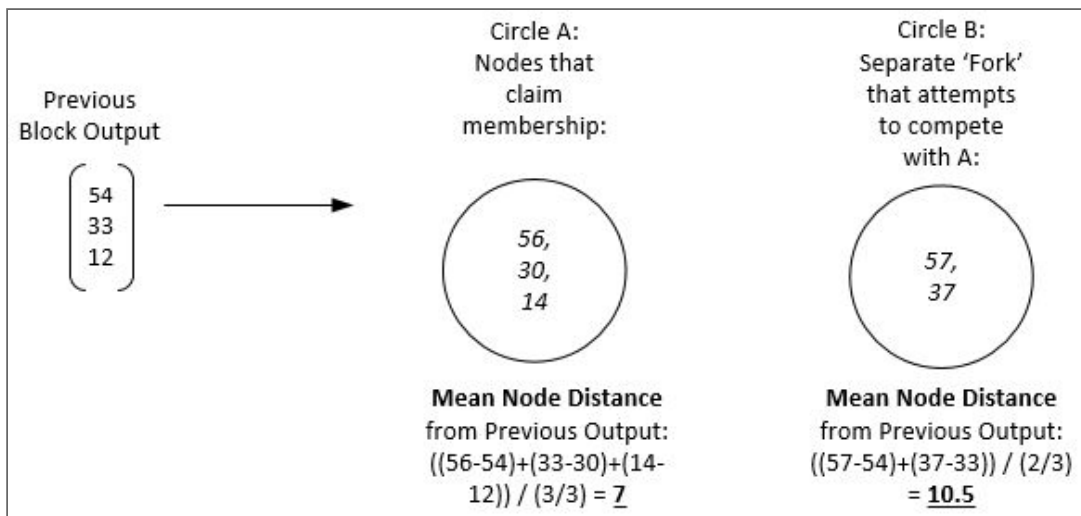 Previous
Block Output
54
33
12
Circle A:
Nodes that
claim
membership:
56,
30,
14
Mean Node Distance
from Previous Output:
((56-54)+(33-30)+(14-
12)) / (3/3) = 7
Circle B:
Separate ‘Fork’
that attempts
to compete
with A:
57,
37
Mean Node Distance
from Previous Output:
((57-54)+(37-33)) / (2/3)
= 10.5